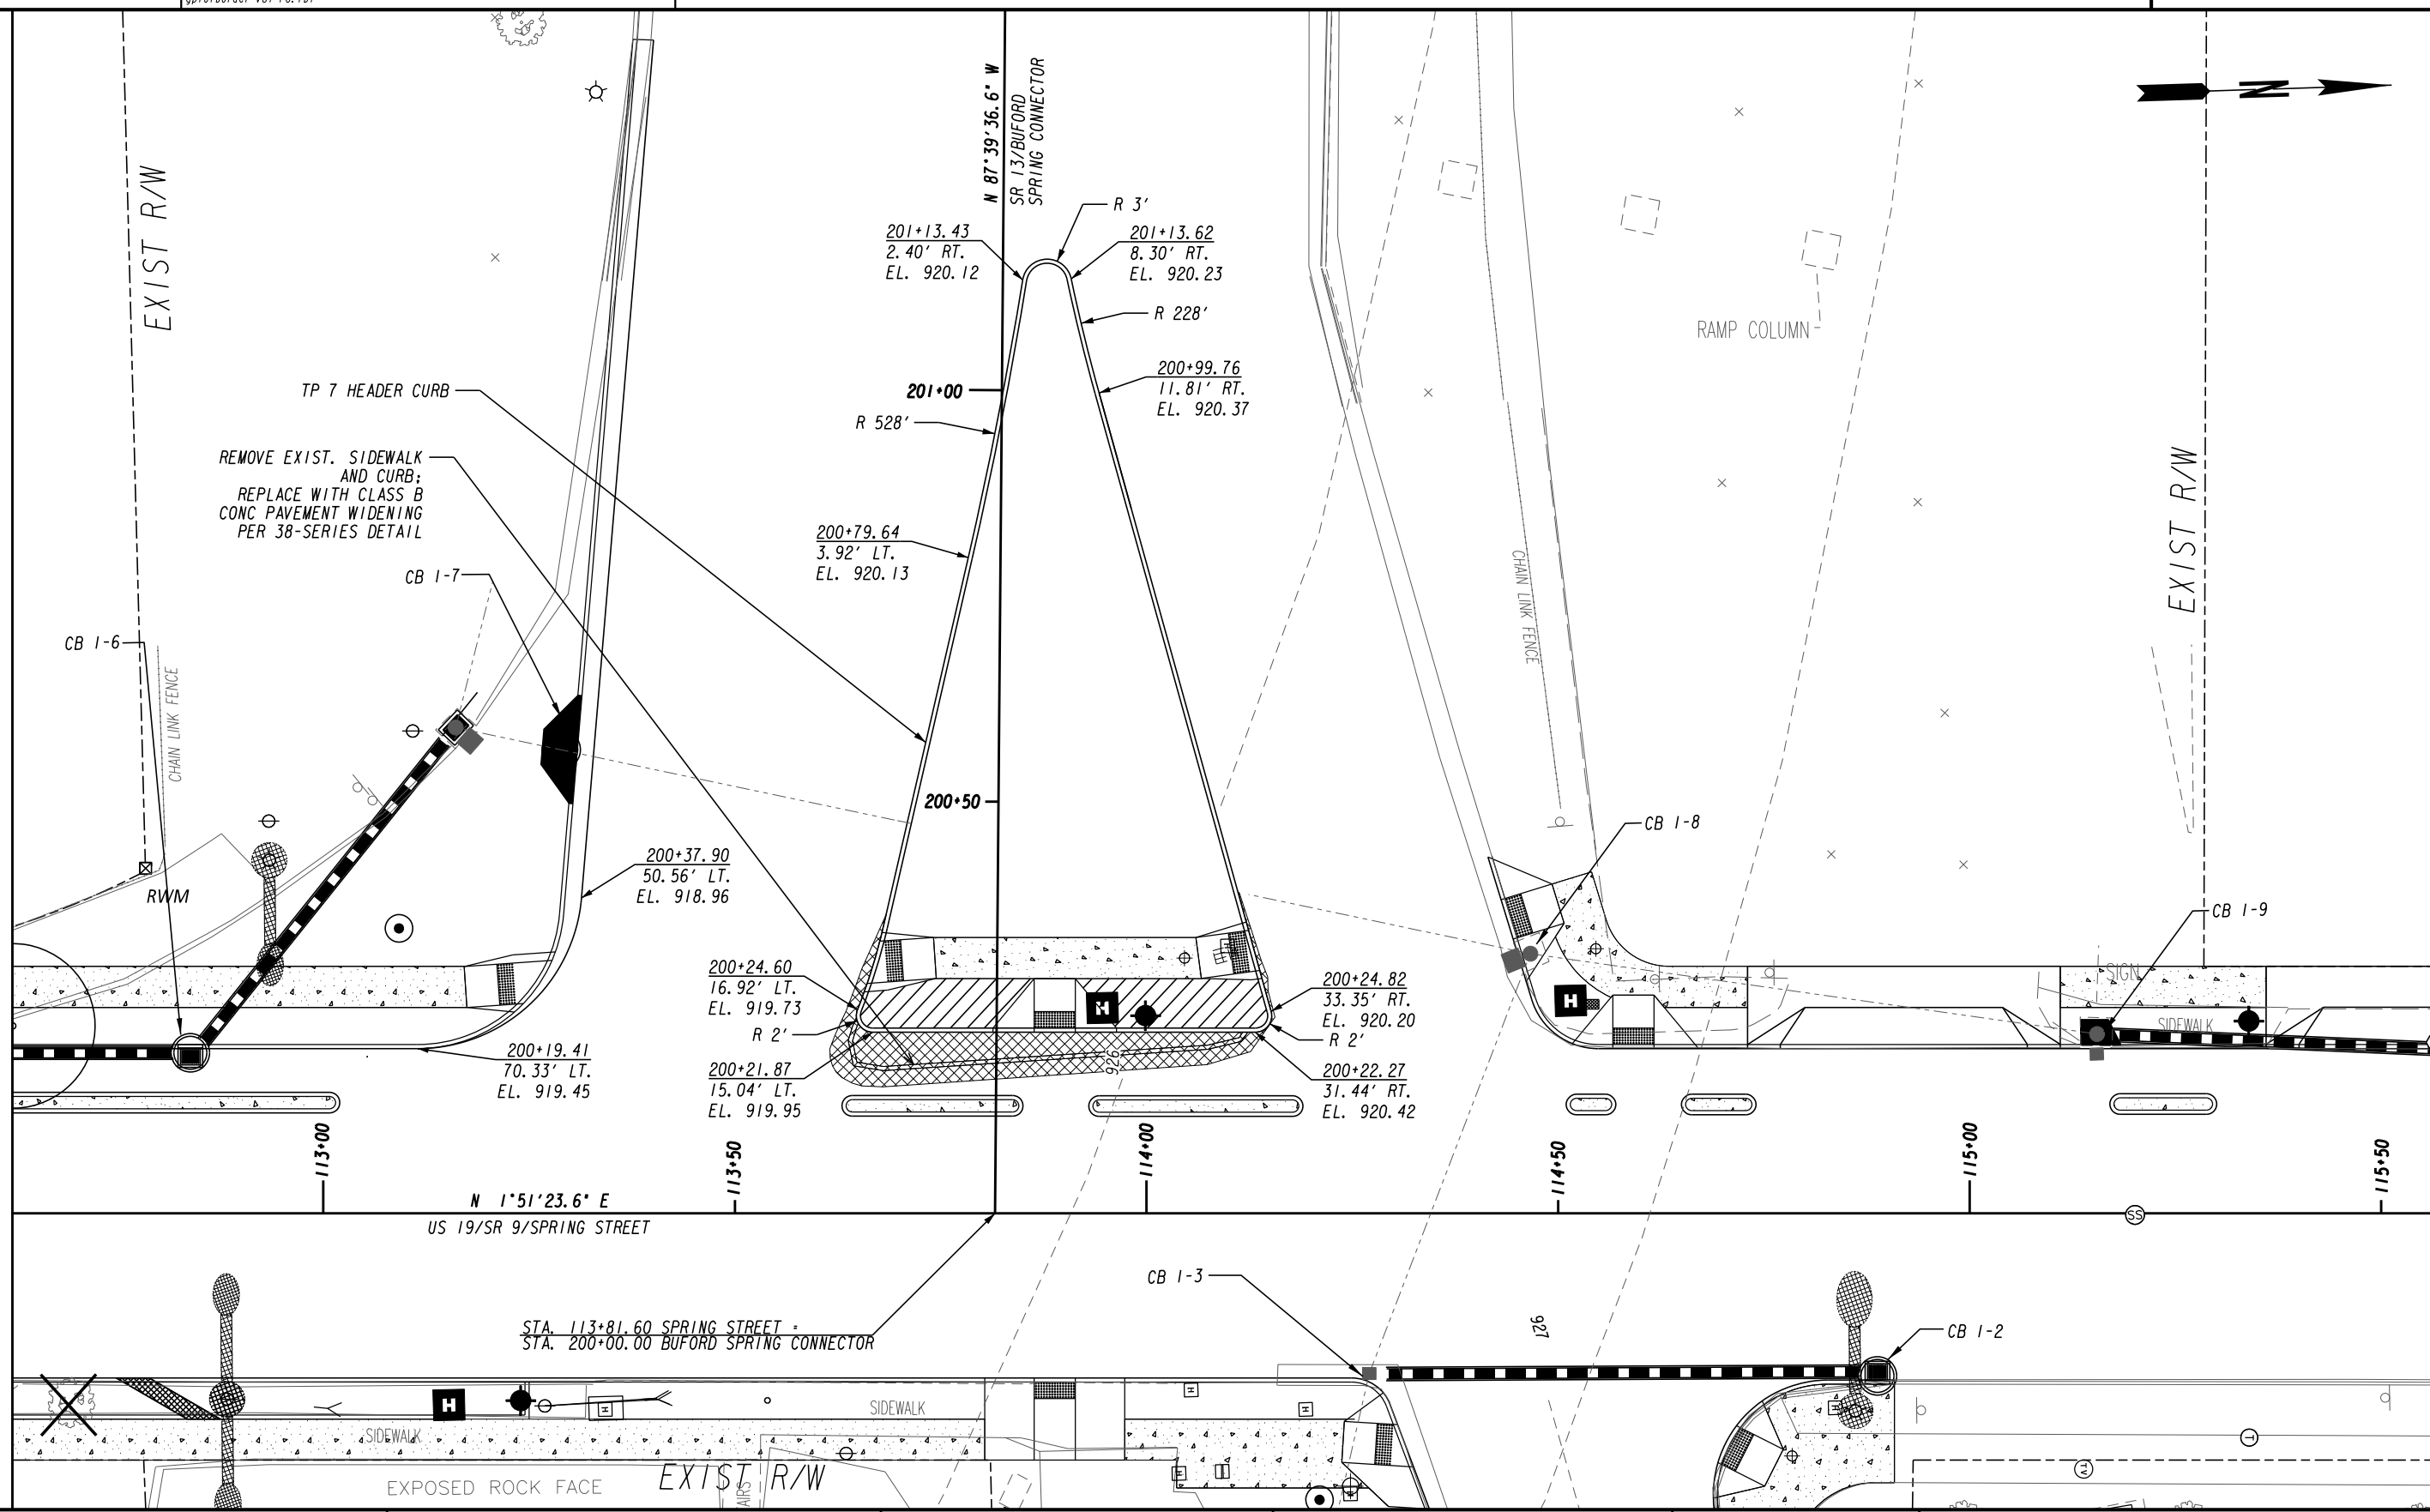 N 87°39'36.6" W
SR 13/BUFORD
SPRING CONNECTOR
N
EXIST R/W
R 3'
201+13.43
2.40' RT.
EL. 920.12
201+13.62
8.30' RT.
EL. 920.23
R 228'
RAMP COLUMN
TP 7 HEADER CURB
201+00
200+99.76
11.81' RT.
EL. 920.37
R 528'
REMOVE EXIST. SIDEWALK
AND CURB;
REPLACE WITH CLASS B
CONC PAVEMENT WIDENING
PER 38-SERIES DETAIL
EXIST R/W
200+79.64
3.92' LT.
EL. 920.13
CB 1-7
CHAIN LINK FENCE
CB 1-6
CHAIN LINK FENCE
200+50
CB 1-8
200+37.90
50.56' LT.
EL. 918.96
RWM
CB 1-9
200+24.60
16.92' LT.
EL. 919.73
R 2'
200+24.82
33.35' RT.
EL. 920.20
R 2'
SIGN
H
H
SIDEWALK
200+19.41
70.33' LT.
EL. 919.45
200+21.87
15.04' LT.
EL. 919.95
926
200+22.27
31.44' RT.
EL. 920.42
113+00
113+50
114+00
114+50
115+00
115+50
N 1°51'23.6" E
US 19/SR 9/SPRING STREET
SS
CB 1-3
STA. 113+81.60 SPRING STREET =
STA. 200+00.00 BUFORD SPRING CONNECTOR
927
CB 1-2
H
H
H
H
H
SIDEWALK
SIDEWALK
T
TV
EXIST R/W
EXPOSED ROCK FACE
H
H